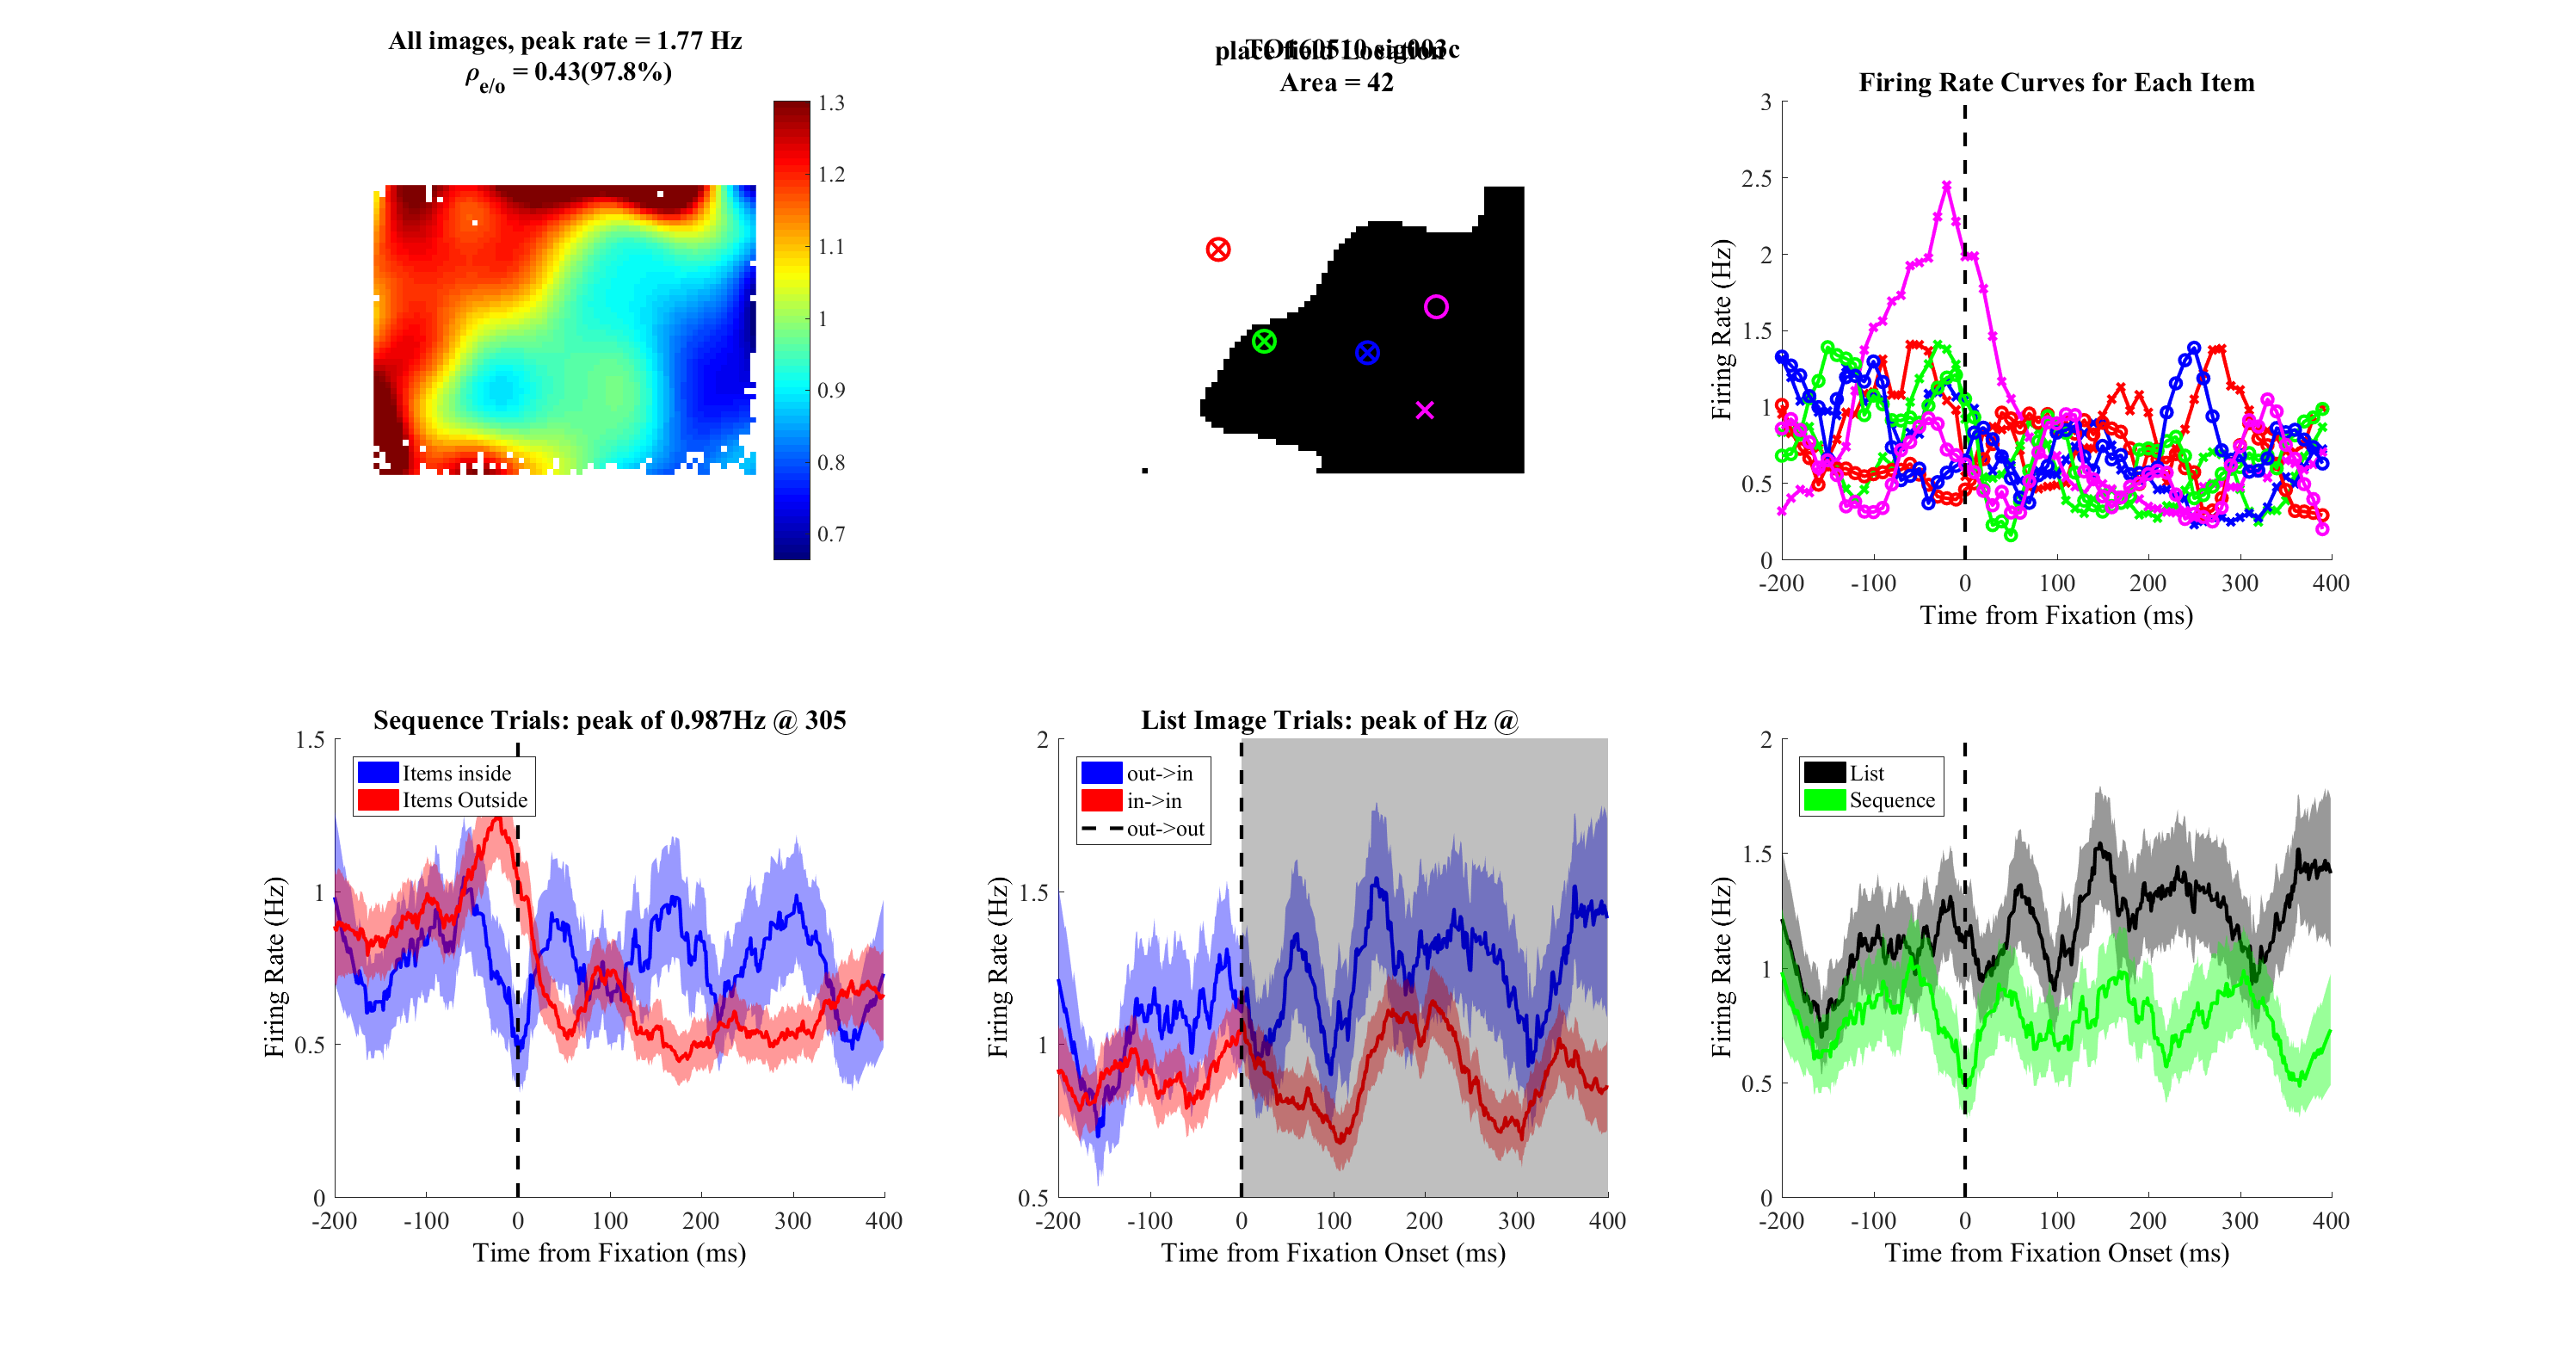 All images, peak rate = 1.77 Hz
ρe/o = 0.43(97.8%)
1.3
1.2
1.1
1
0.9
0.8
0.7
TO160510 sig003c
place field Location
Area = 42
Firing Rate Curves for Each Item
3
2.5
2
1.5
1
0.5
0
Firing Rate (Hz)
-200 -100 0 100 200 300 400
Time from Fixation (ms)
Sequence Trials: peak of 0.987Hz @ 305
1.5
1
0.5
0
Firing Rate (Hz)
Items inside
Items Outside
-200 -100 0 100 200 300 400
Time from Fixation (ms)
List Image Trials: peak of Hz @
2
1.5
1
0.5
Firing Rate (Hz)
out->in
in->in
out->out
-200 -100 0 100 200 300 400
Time from Fixation Onset (ms)
2
1.5
1
0.5
0
Firing Rate (Hz)
List
Sequence
-200 -100 0 100 200 300 400
Time from Fixation Onset (ms)